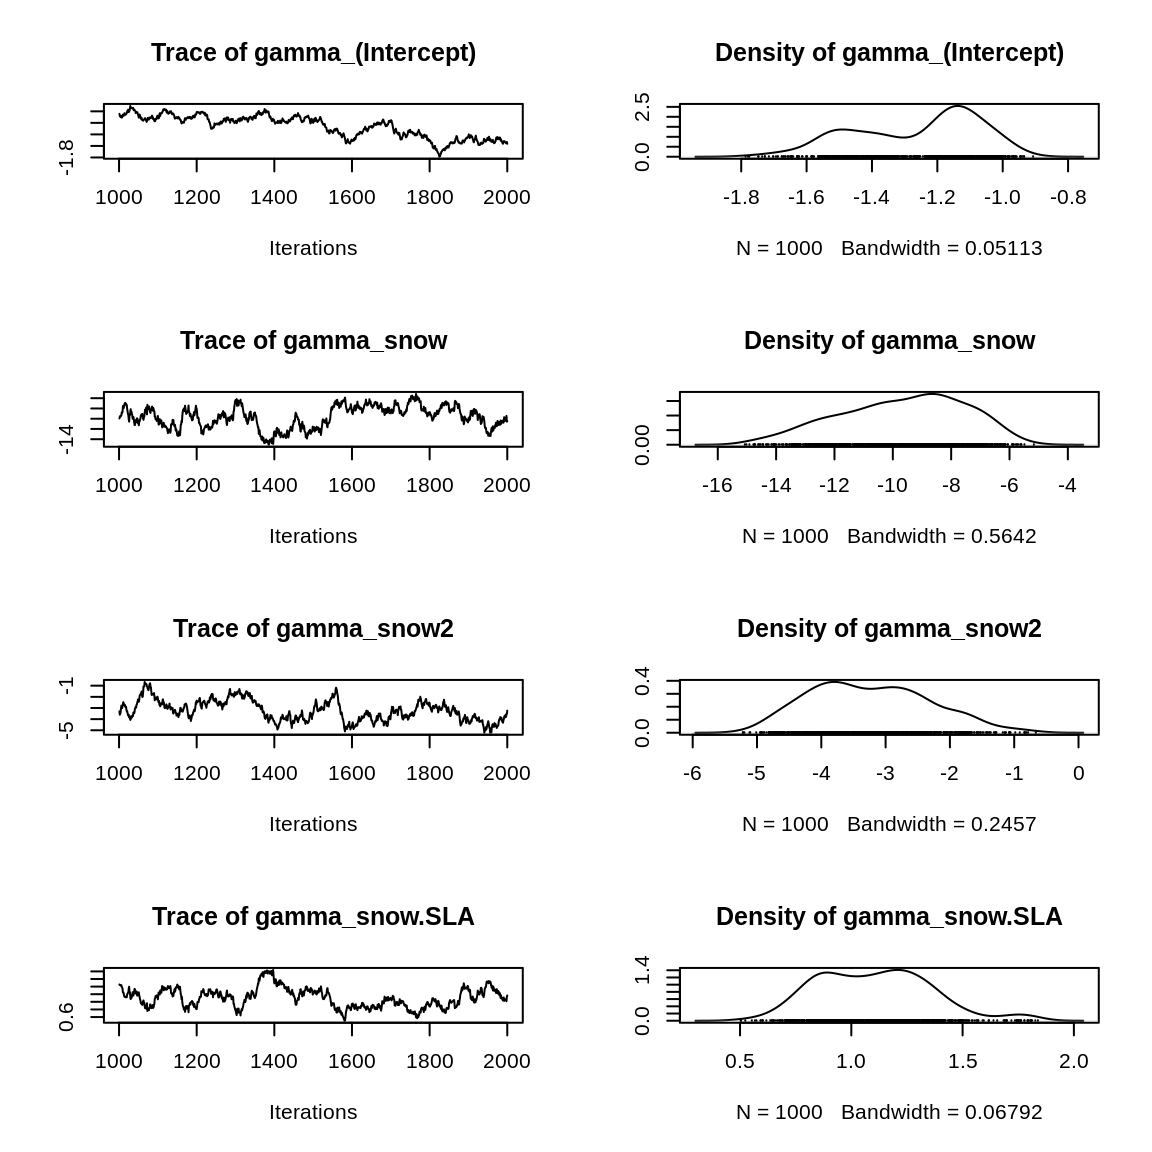 Trace of gamma_(Intercept)
-1.8
1000 1200 1400 1600 1800 2000
Iterations
Density of gamma_(Intercept)
0.0 2.5
-1.8 -1.6 -1.4 -1.2 -1.0 -0.8
N = 1000 Bandwidth = 0.05113
Trace of gamma_snow
-14
1000 1200 1400 1600 1800 2000
Iterations
Density of gamma_snow
0.00
-16 -14 -12 -10 -8 -6 -4
N = 1000 Bandwidth = 0.5642
Trace of gamma_snow2
-5 -1
1000 1200 1400 1600 1800 2000
Iterations
Density of gamma_snow2
0.0 0.4
-6 -5 -4 -3 -2 -1 0
N = 1000 Bandwidth = 0.2457
Trace of gamma_snow.SLA
0.6
1000 1200 1400 1600 1800 2000
Iterations
Density of gamma_snow.SLA
0.0 1.4
0.5 1.0 1.5 2.0
N = 1000 Bandwidth = 0.06792